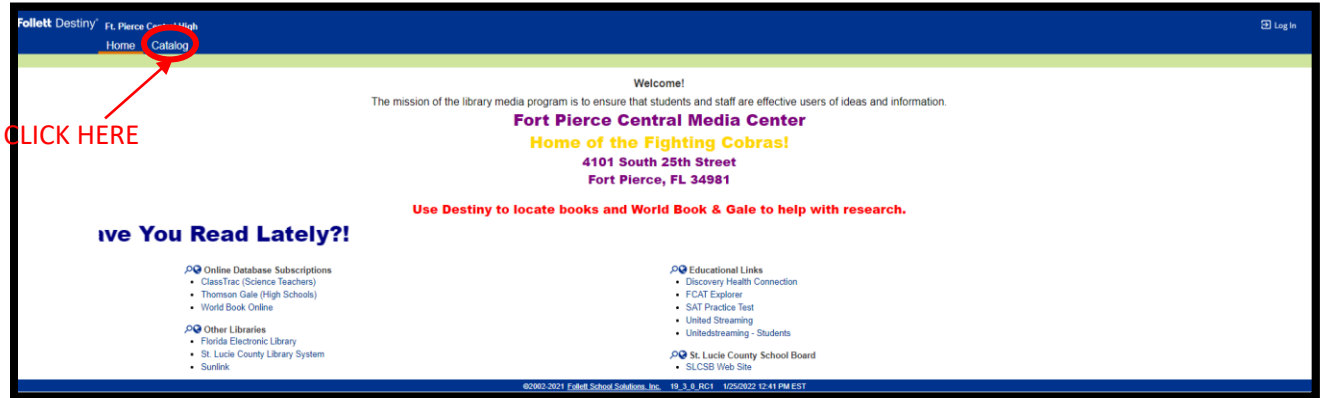 Follett Destiny® Ft. Pierce Central High
Log In
Home Catalog
Welcome!
The mission of the library media program is to ensure that students and staff are effective users of ideas and information.
CLICK HERE
Fort Pierce Central Media Center
Home of the Fighting Cobras!
4101 South 25th Street
Fort Pierce, FL 34981
Use Destiny to locate books and World Book & Gale to help with research.
ave You Read Lately?!
Online Database Subscriptions
• ClassTrac (Science Teachers)
• Thomson Gale (High Schools)
• World Book Online
Other Libraries
• Florida Electronic Library
• St. Lucie County Library System
• Sunlink
Educational Links
• Discovery Health Connection
• FCAT Explorer
• SAT Practice Test
• United Streaming
• Unitedstreaming - Students
St. Lucie County School Board
• SLCSB Web Site
©2002-2021 Follett School Solutions, Inc. 19_3_0_RC1 1/25/2022 12:41 PM EST